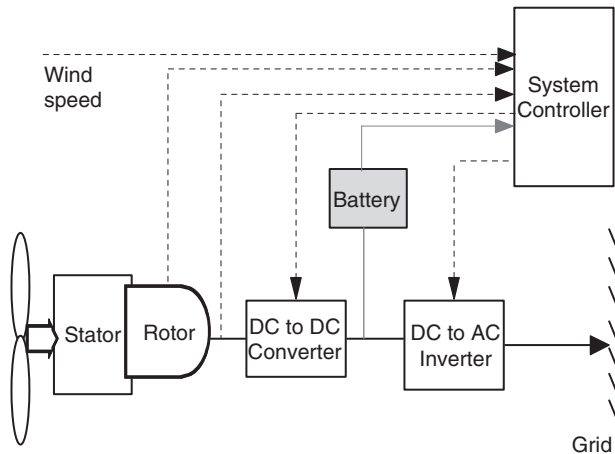 Wind
speed
System
Controller
Battery
Stator
Rotor
DC to DC
Converter
DC to AC
Inverter
Grid